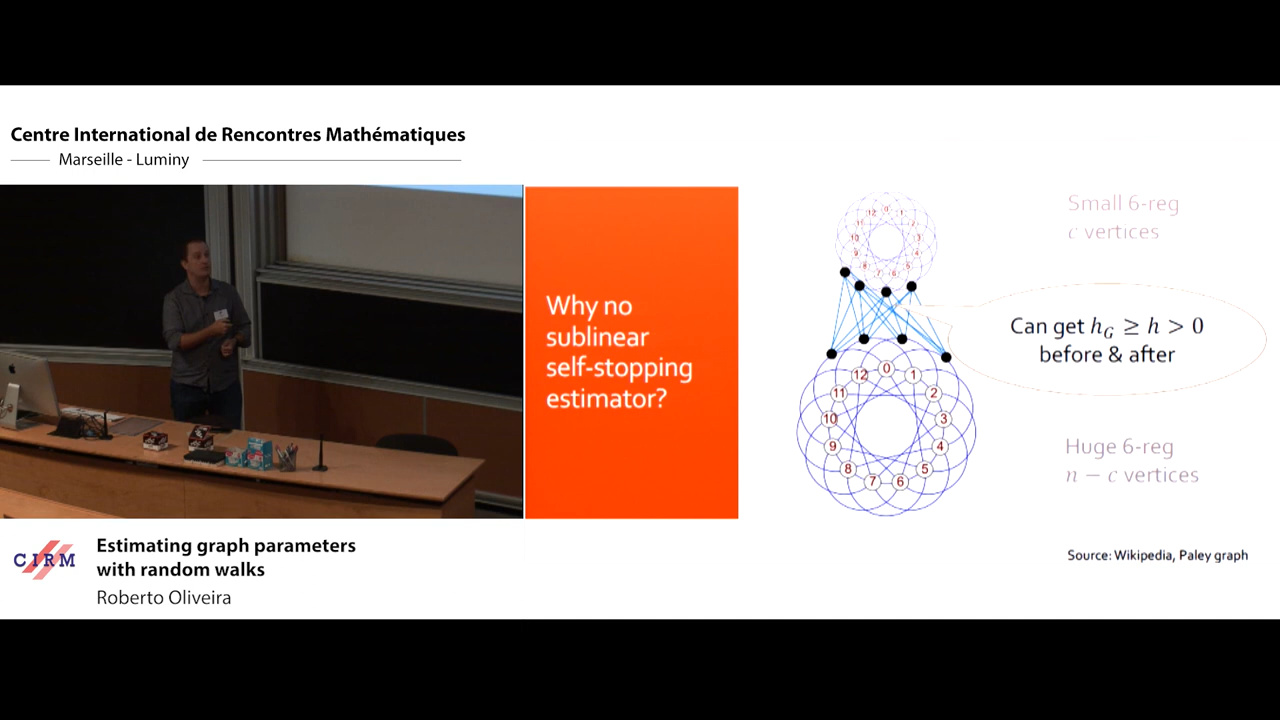 Centre International de Rencontres Mathématiques
Marseille - Luminy
Why no
sublinear
self-stopping
estimator?
12 0 1
11 2
10 3
9 4
8 5
7 6
Small 6-reg
c vertices
Can get h_G ≥ h > 0
before & after
Huge 6-reg
n − c vertices
Source: Wikipedia, Paley graph
CIRM
Estimating graph parameters
with random walks
Roberto Oliveira